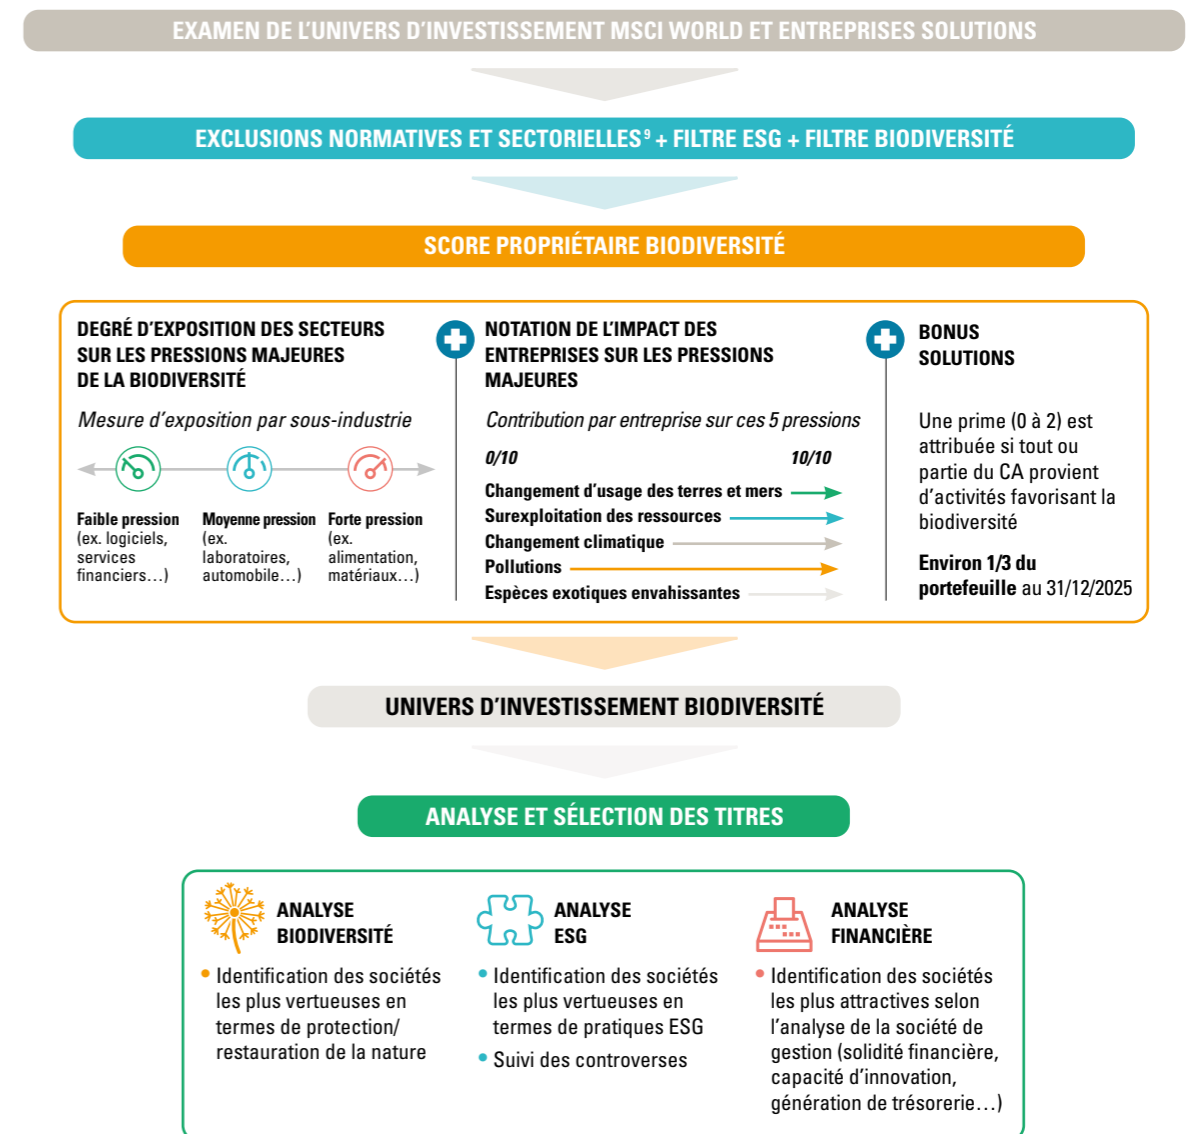 EXAMEN DE L'UNIVERS D'INVESTISSEMENT MSCI WORLD ET ENTREPRISES SOLUTIONS
EXCLUSIONS NORMATIVES ET SECTORIELLES⁹ + FILTRE ESG + FILTRE BIODIVERSITÉ
SCORE PROPRIÉTAIRE BIODIVERSITÉ
DEGRÉ D'EXPOSITION DES SECTEURS
SUR LES PRESSIONS MAJEURES
DE LA BIODIVERSITÉ
Mesure d'exposition par sous-industrie
Faible pression
(ex. logiciels,
services
financiers…)
Moyenne pression
(ex.
laboratoires,
automobile…)
Forte pression
(ex.
alimentation,
matériaux…)
NOTATION DE L'IMPACT DES
ENTREPRISES SUR LES PRESSIONS
MAJEURES
Contribution par entreprise sur ces 5 pressions
0/10 10/10
Changement d'usage des terres et mers
Surexploitation des ressources
Changement climatique
Pollutions
Espèces exotiques envahissantes
BONUS
SOLUTIONS
Une prime (0 à 2) est
attribuée si tout ou
partie du CA provient
d'activités favorisant la
biodiversité
Environ 1/3 du
portefeuille au 31/12/2025
UNIVERS D'INVESTISSEMENT BIODIVERSITÉ
ANALYSE ET SÉLECTION DES TITRES
ANALYSE
BIODIVERSITÉ
• Identification des sociétés
les plus vertueuses en
termes de protection/
restauration de la nature
ANALYSE
ESG
• Identification des sociétés
les plus vertueuses en
termes de pratiques ESG
• Suivi des controverses
ANALYSE
FINANCIÈRE
• Identification des sociétés
les plus attractives selon
l'analyse de la société de
gestion (solidité financière,
capacité d'innovation,
génération de trésorerie…)